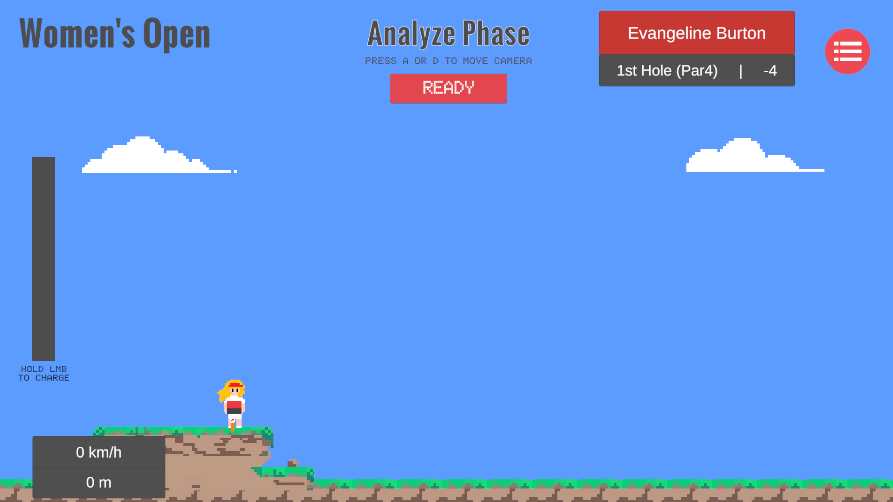 Women's Open
Analyze Phase
PRESS A OR D TO MOVE CAMERA
READY
Evangeline Burton
1st Hole (Par4) | -4
HOLD LMB
TO CHARGE
0 km/h
0 m